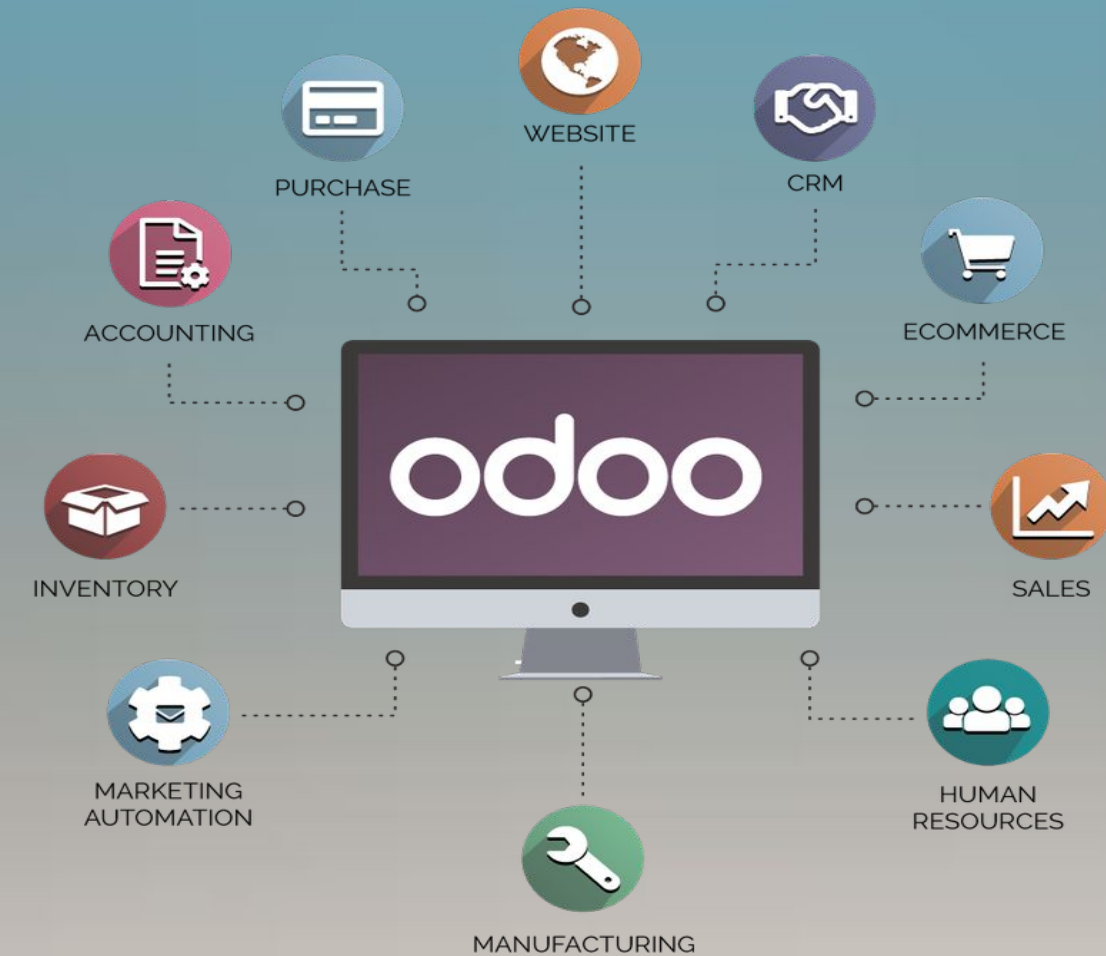 WEBSITE
PURCHASE
CRM
ACCOUNTING
ECOMMERCE
odoo
INVENTORY
SALES
MARKETING
AUTOMATION
HUMAN
RESOURCES
MANUFACTURING